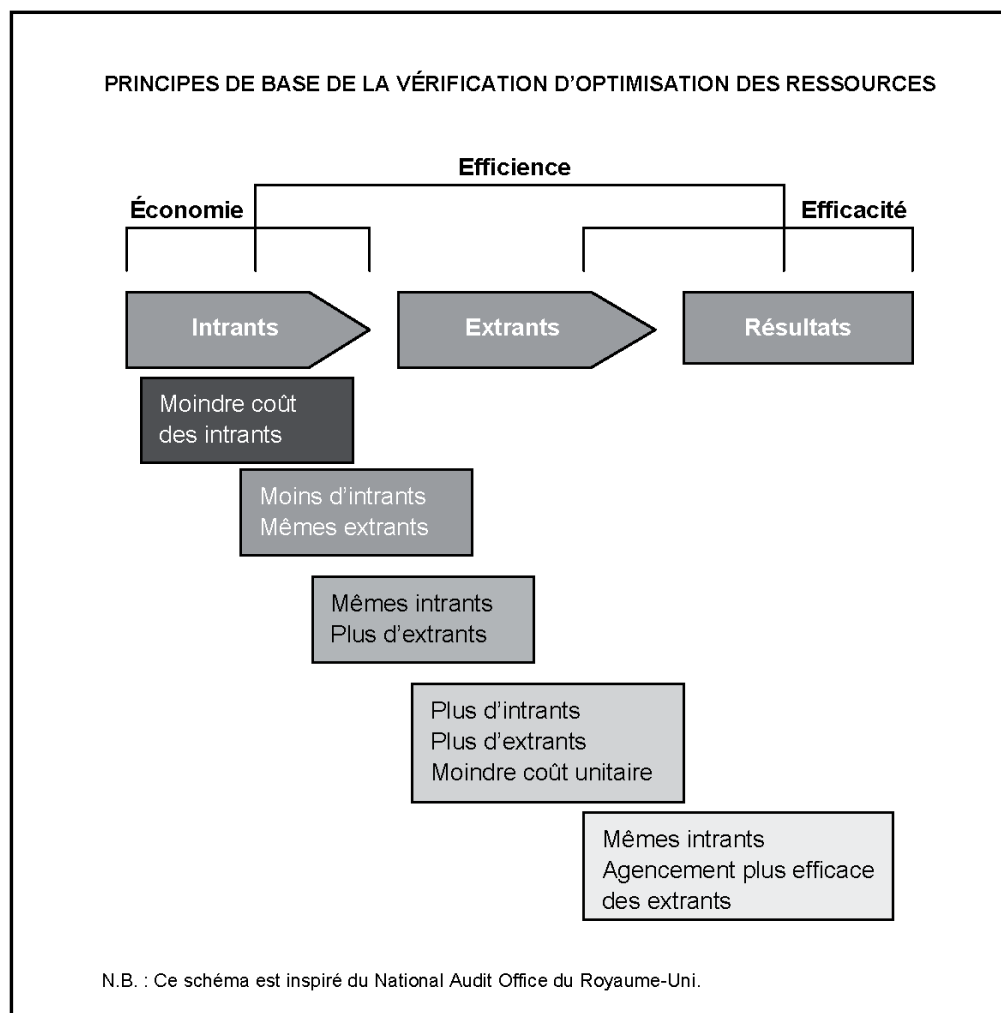 PRINCIPES DE BASE DE LA VÉRIFICATION D’OPTIMISATION DES RESSOURCES
Efficience
Économie
Efficacité
Intrants
Extrants
Résultats
Moindre coût
des intrants
Moins d’intrants
Mêmes extrants
Mêmes intrants
Plus d’extrants
Plus d’intrants
Plus d’extrants
Moindre coût unitaire
Mêmes intrants
Agencement plus efficace
des extrants
N.B. : Ce schéma est inspiré du National Audit Office du Royaume-Uni.